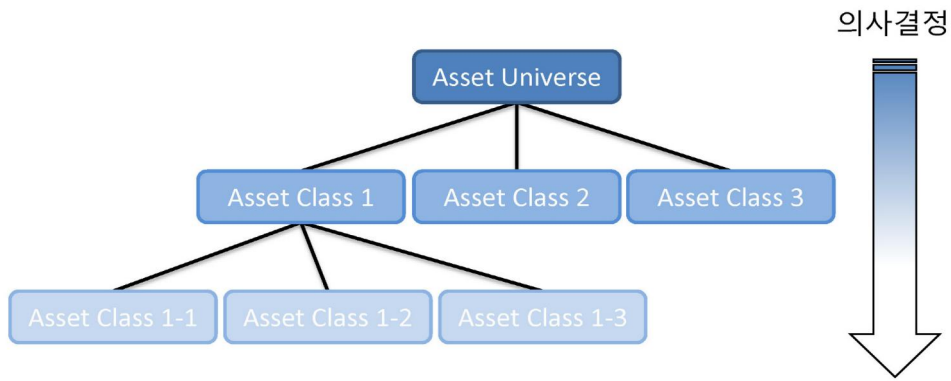 의사결정
Asset Universe
Asset Class 1
Asset Class 2
Asset Class 3
Asset Class 1-1
Asset Class 1-2
Asset Class 1-3